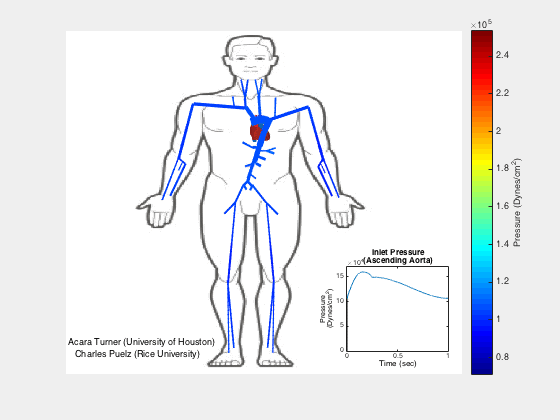 × 10^5
2.4
2.2
2
1.8
1.6
1.4
1.2
1
0.8
Pressure (Dynes/cm^2)
Inlet Pressure
(Ascending Aorta)
× 10^4
15
10
5
0
Pressure
(Dynes/cm^2)
0
0.5
1
Time (sec)
Acara Turner (University of Houston)
Charles Puelz (Rice University)